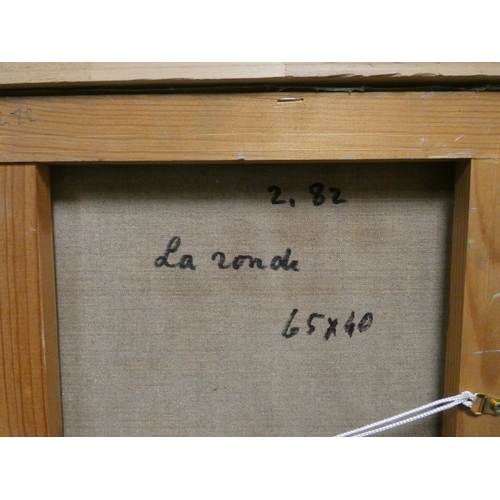 2, 82
La ronde
65x40